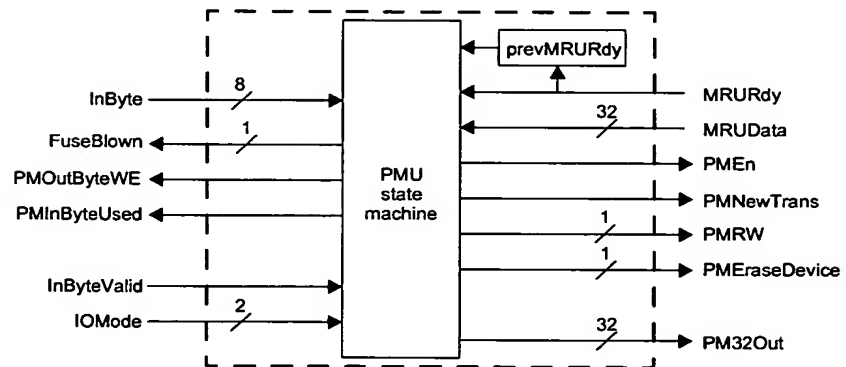 prevMRURdy
8
InByte
MRURdy
1
32
FuseBlown
MRUData
PMOutByteWE
PMU
state
machine
PMEn
PMInByteUsed
PMNewTrans
1
PMRW
1
PMEraseDevice
InByteValid
2
IOMode
32
PM32Out